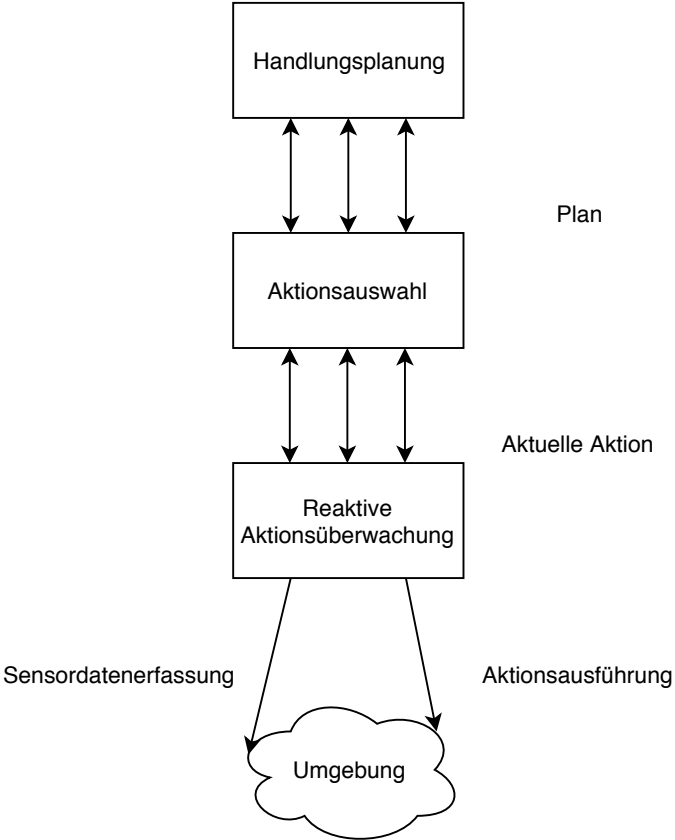 Handlungsplanung
Plan
Aktionsauswahl
Aktuelle Aktion
Reaktive
Aktionsüberwachung
Sensordatenerfassung
Aktionsausführung
Umgebung